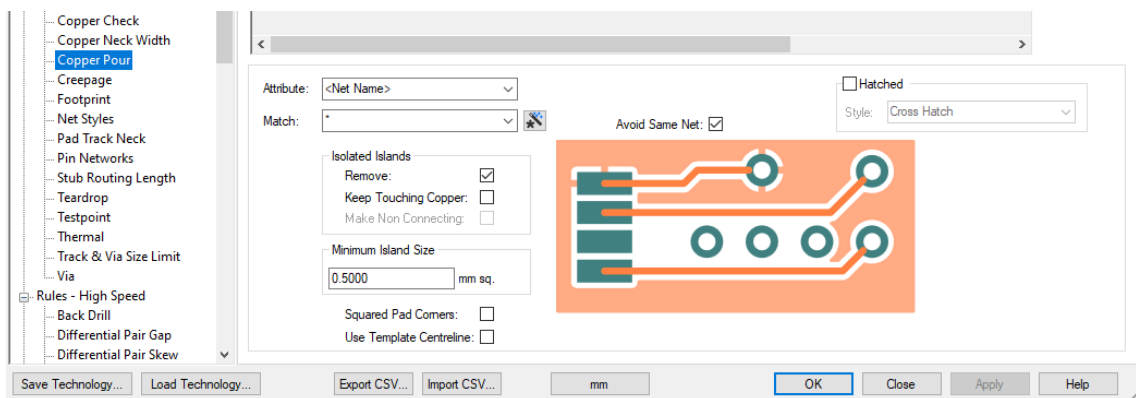 Copper Check
Copper Neck Width
Copper Pour
Creepage
Footprint
Net Styles
Pad Track Neck
Pin Networks
Stub Routing Length
Teardrop
Testpoint
Thermal
Track & Via Size Limit
Via
Rules - High Speed
Back Drill
Differential Pair Gap
Differential Pair Skew
Attribute: <Net Name>
Match: *
Avoid Same Net:
Hatched
Style: Cross Hatch
Isolated Islands
Remove:
Keep Touching Copper:
Make Non Connecting:
Minimum Island Size
0.5000 mm sq.
Squared Pad Corners:
Use Template Centreline:
Save Technology... Load Technology... Export CSV... Import CSV... mm OK Close Apply Help